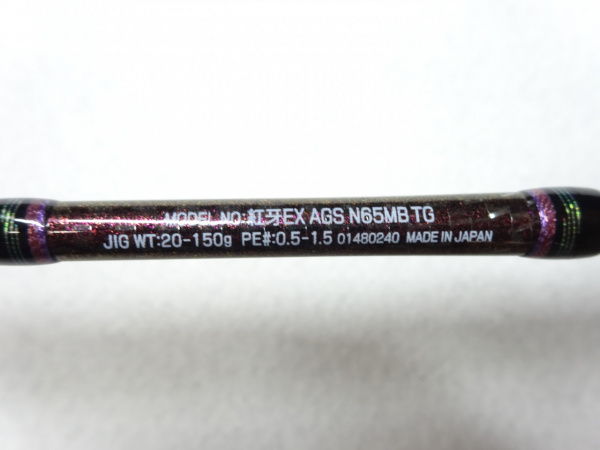 MODEL NO.紅牙EX AGS N65MB TG
JIG WT:20-150g PE#:0.5-1.5 01480240 MADE IN JAPAN